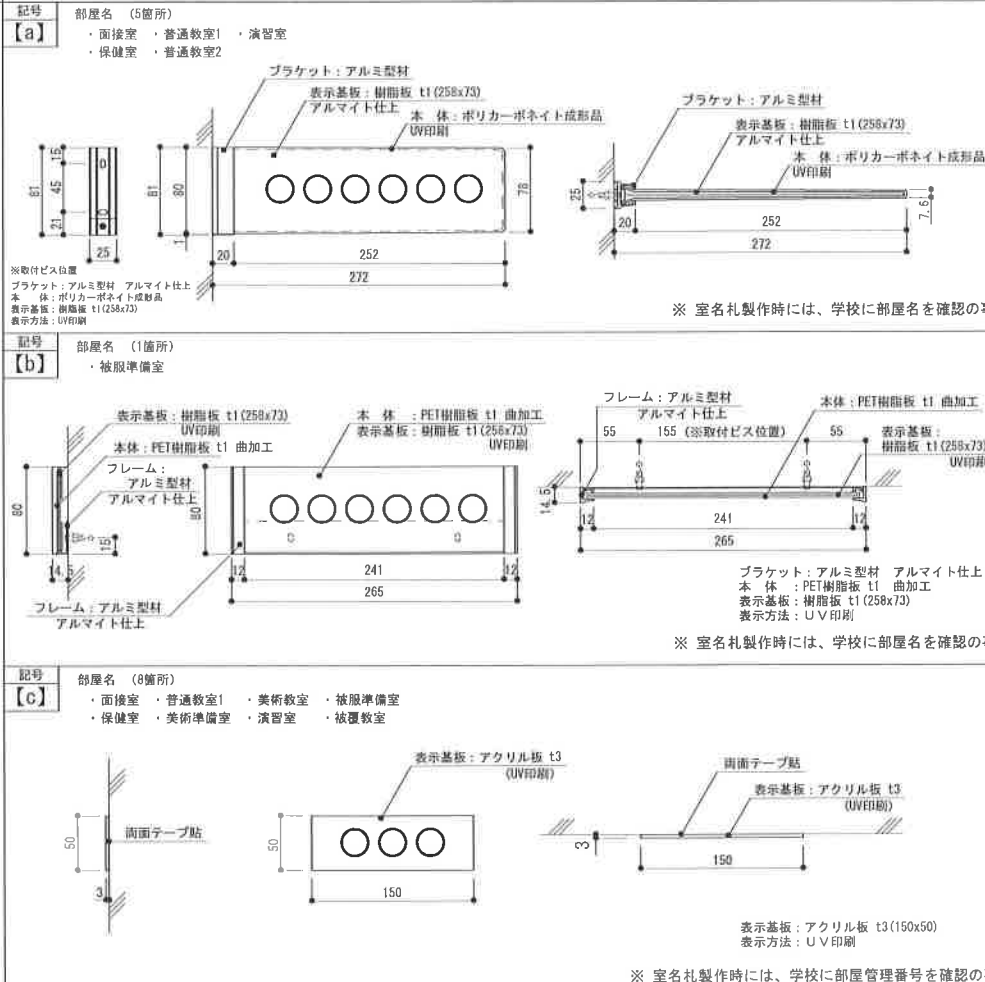 記号
【a】
部屋名 (5箇所)
・面接室 ・普通教室1 ・演習室
・保健室 ・普通教室2
ブラケット：アルミ型材
表示基板：樹脂板 t1(258x73)
アルマイト仕上
本 体：ポリカーボネイト成形品
UV印刷
81
15
45
21
25
81
80
1
78
20
252
272
ブラケット：アルミ型材
表示基板：樹脂板 t1(258x73)
アルマイト仕上
本 体：ポリカーボネイト成形品
UV印刷
25
20
252
272
7.6
※取付ビス位置
ブラケット：アルミ型材 アルマイト仕上
本 体：ポリカーボネイト成形品
表示基板：樹脂板 t1(258x73)
表示方法：UV印刷
※ 室名札製作時には、学校に部屋名を確認の
記号
【b】
部屋名 (1箇所)
・被服準備室
表示基板：樹脂板 t1(258x73)
UV印刷
本体：PET樹脂板 t1 曲加工
フレーム：
アルミ型材
アルマイト仕上
80
15
14.5
フレーム：アルミ型材
アルマイト仕上
本 体 ：PET樹脂板 t1 曲加工
表示基板：樹脂板 t1(258x73)
UV印刷
80
12
241
12
265
フレーム：アルミ型材
アルマイト仕上
本体：PET樹脂板 t1 曲加工
55
155 (※取付ビス位置)
55
表示基板：
樹脂板 t1(258x73)
UV印刷
14.5
12
241
12
265
ブラケット：アルミ型材 アルマイト仕上
本 体 ：PET樹脂板 t1 曲加工
表示基板：樹脂板 t1(258x73)
表示方法：ＵＶ印刷
※ 室名札製作時には、学校に部屋名を確認の
記号
【c】
部屋名 (8箇所)
・面接室 ・普通教室1 ・美術教室 ・被服準備室
・保健室 ・美術準備室 ・演習室 ・被覆教室
50
両面テープ貼
3
表示基板：アクリル板 t3
(UV印刷)
50
150
両面テープ貼
表示基板：アクリル板 t3
(UV印刷)
3
150
表示基板：アクリル板 t3(150x50)
表示方法：ＵＶ印刷
※ 室名札製作時には、学校に部屋管理番号を確認の